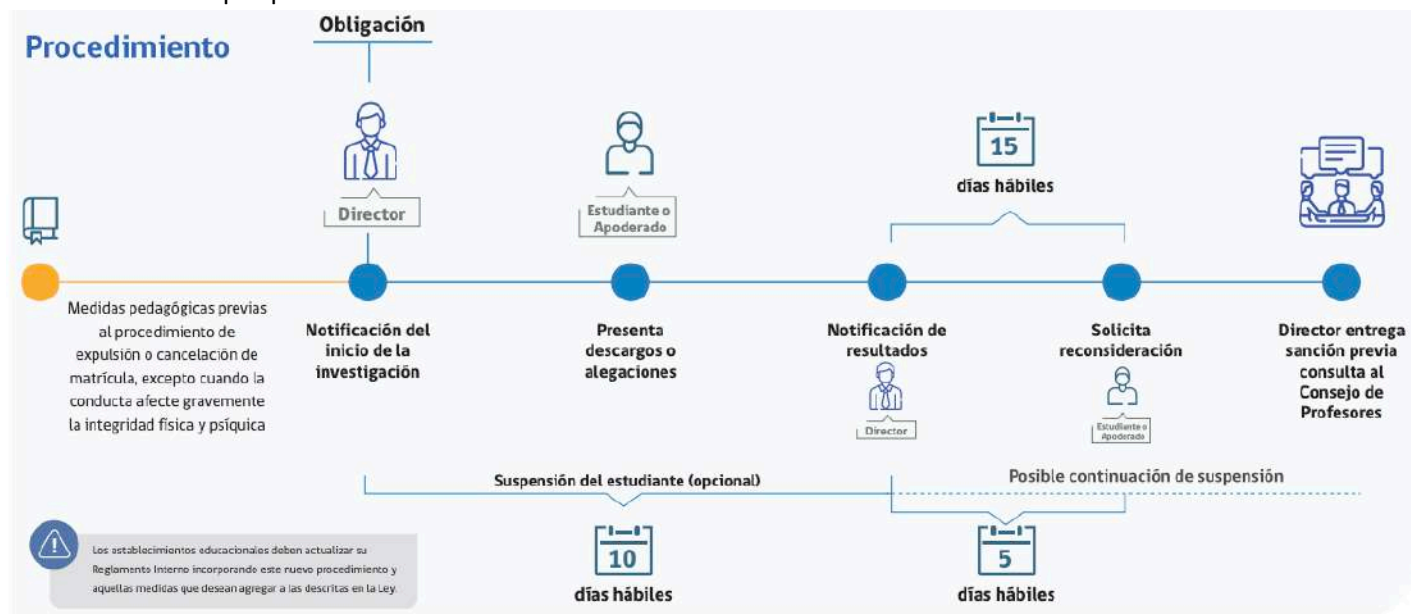 Procedimiento
Obligación
Director
Estudiante o
Apoderado
15
días hábiles
Medidas pedagógicas previas
al procedimiento de
expulsión o cancelación de
matrícula, excepto cuando la
conducta afecte gravemente
la integridad física y psíquica
Notificación del
inicio de la
investigación
Presenta
descargos o
alegaciones
Notificación de
resultados
Director
Solicita
reconsideración
Estudiante o
Apoderado
Director entrega
sanción previa
consulta al
Consejo de
Profesores
Suspensión del estudiante (opcional)
Posible continuación de suspensión
10
días hábiles
5
días hábiles
Los establecimientos educacionales deben actualizar su
Reglamento Interno incorporando este nuevo procedimiento y
aquellas medidas que desean agregar a las descritas en la Ley.